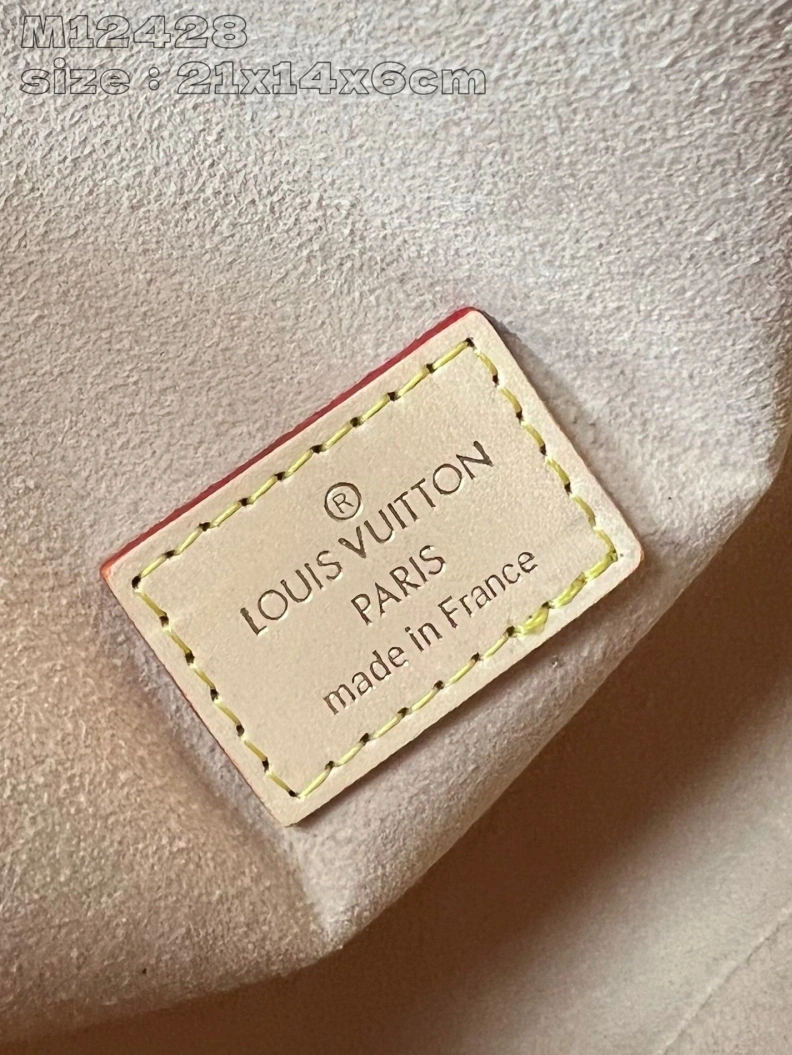 M12428
size : 21x14x6cm
®
LOUIS VUITTON
PARIS
made in France